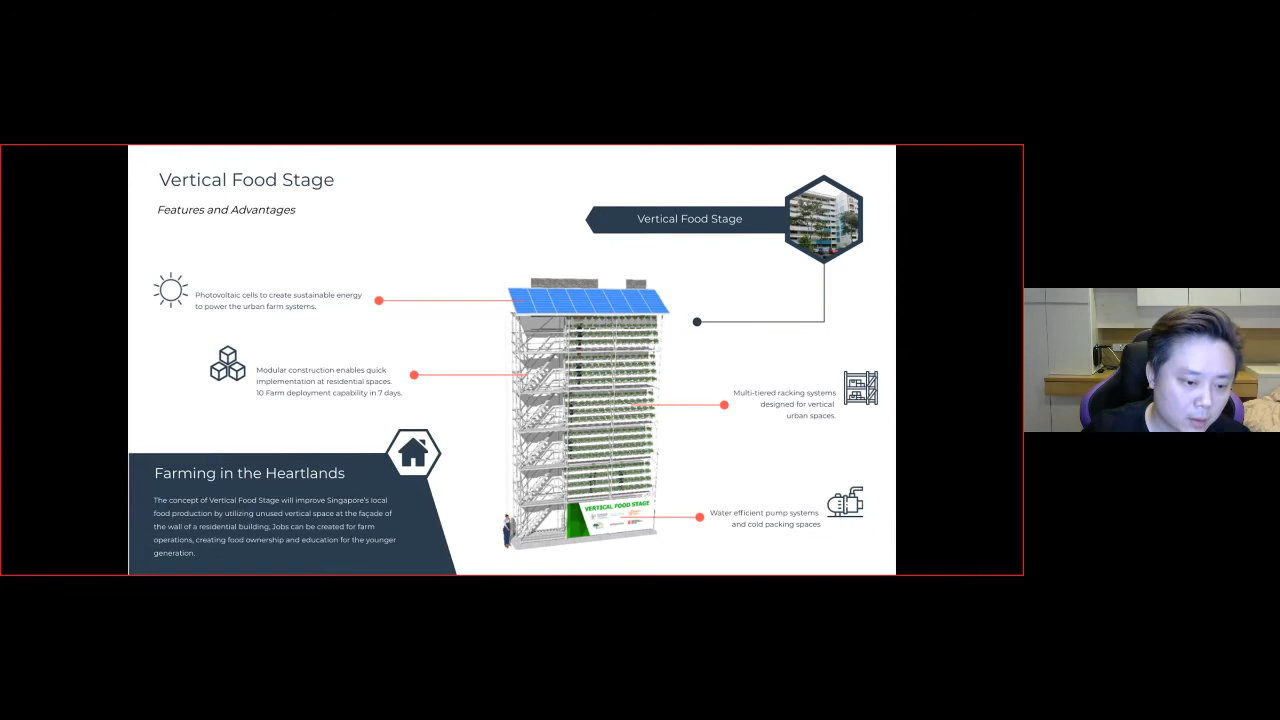 Vertical Food Stage
Features and Advantages
Vertical Food Stage
Photovoltaic cells to create sustainable energy
to power the urban farm systems.
Modular construction enables quick
implementation at residential spaces.
10 Farm deployment capability in 7 days.
Multi-tiered racking systems
designed for vertical
urban spaces.
Farming in the Heartlands
The concept of Vertical Food Stage will improve Singapore's local
food production by utilizing unused vertical space at the façade of
the wall of a residential building, Jobs can be created for farm
operations, creating food ownership and education for the younger
generation.
VERTICAL FOOD STAGE
Water efficient pump systems
and cold packing spaces